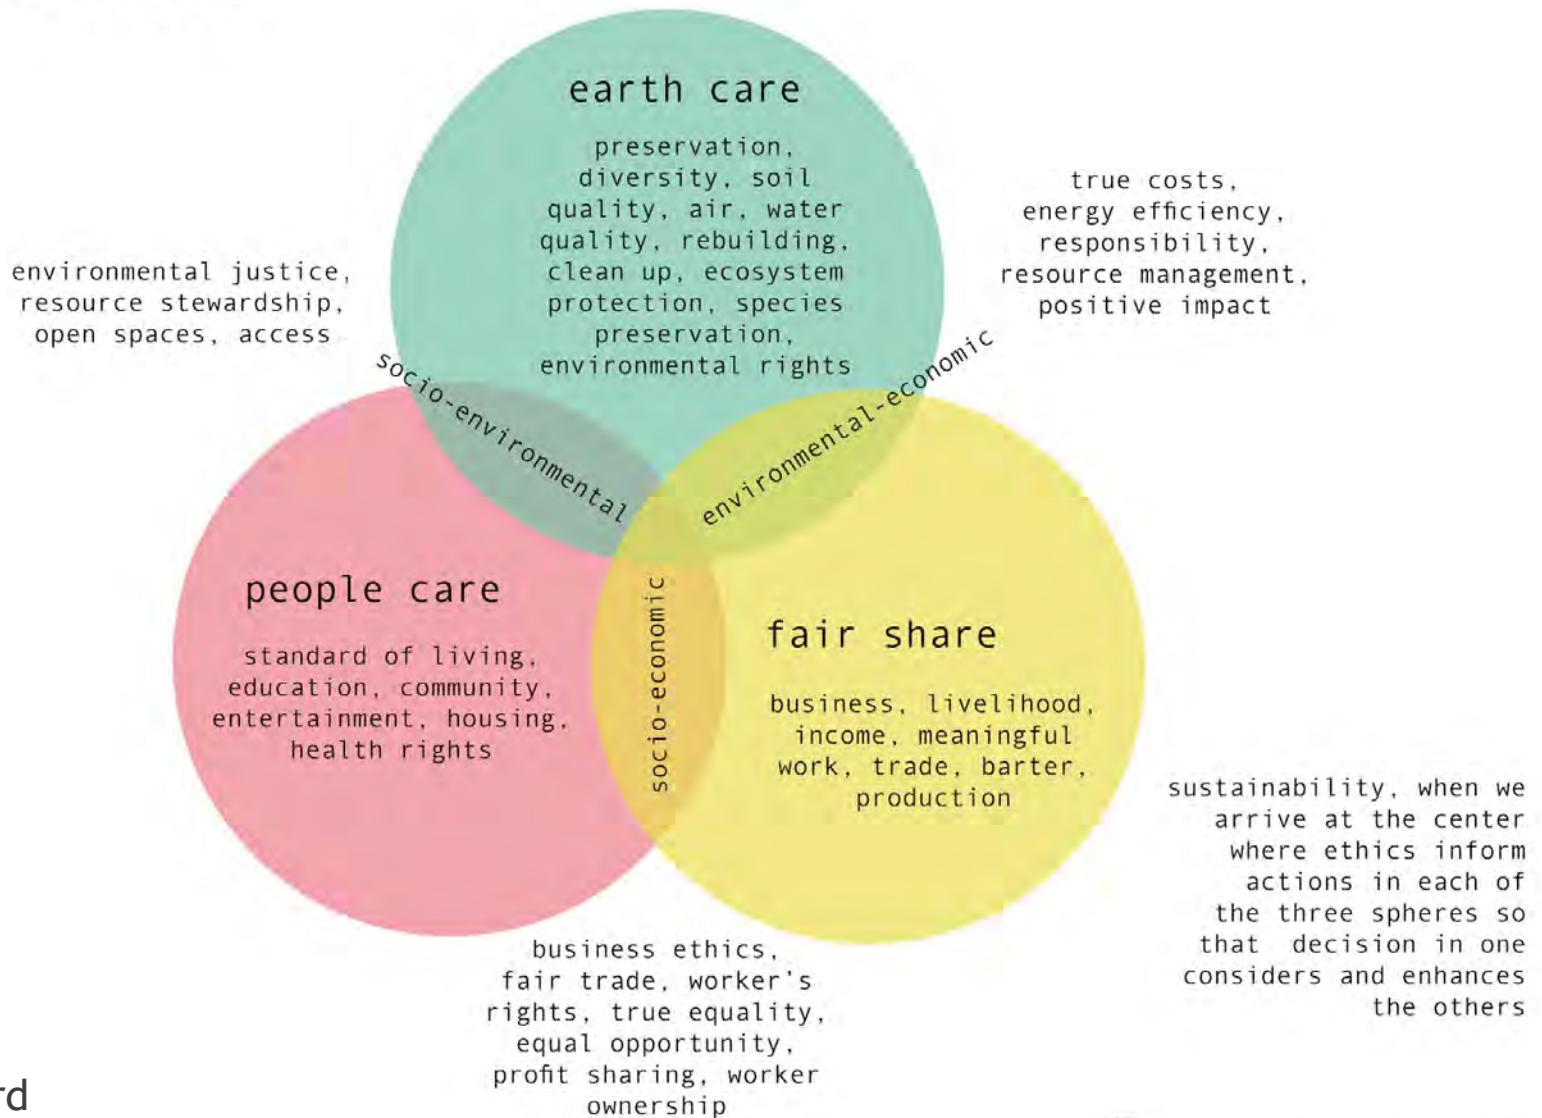 earth care
preservation,
diversity, soil
quality, air, water
quality, rebuilding,
clean up, ecosystem
protection, species
preservation,
environmental rights
true costs,
energy efficiency,
responsibility,
resource management,
positive impact
environmental justice,
resource stewardship,
open spaces, access
socio-environmental
environmental-economic
people care
standard of living,
education, community,
entertainment, housing,
health rights
socio-economic
fair share
business, livelihood,
income, meaningful
work, trade, barter,
production
sustainability, when we
arrive at the center
where ethics inform
actions in each of
the three spheres so
that decision in one
considers and enhances
the others
business ethics,
fair trade, worker's
rights, true equality,
equal opportunity,
profit sharing, worker
ownership